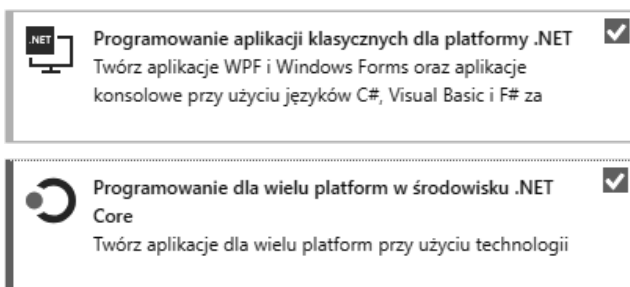 .NET
Programowanie aplikacji klasycznych dla platformy .NET
Twórz aplikacje WPF i Windows Forms oraz aplikacje
konsolowe przy użyciu języków C#, Visual Basic i F# za
Programowanie dla wielu platform w środowisku .NET
Core
Twórz aplikacje dla wielu platform przy użyciu technologii